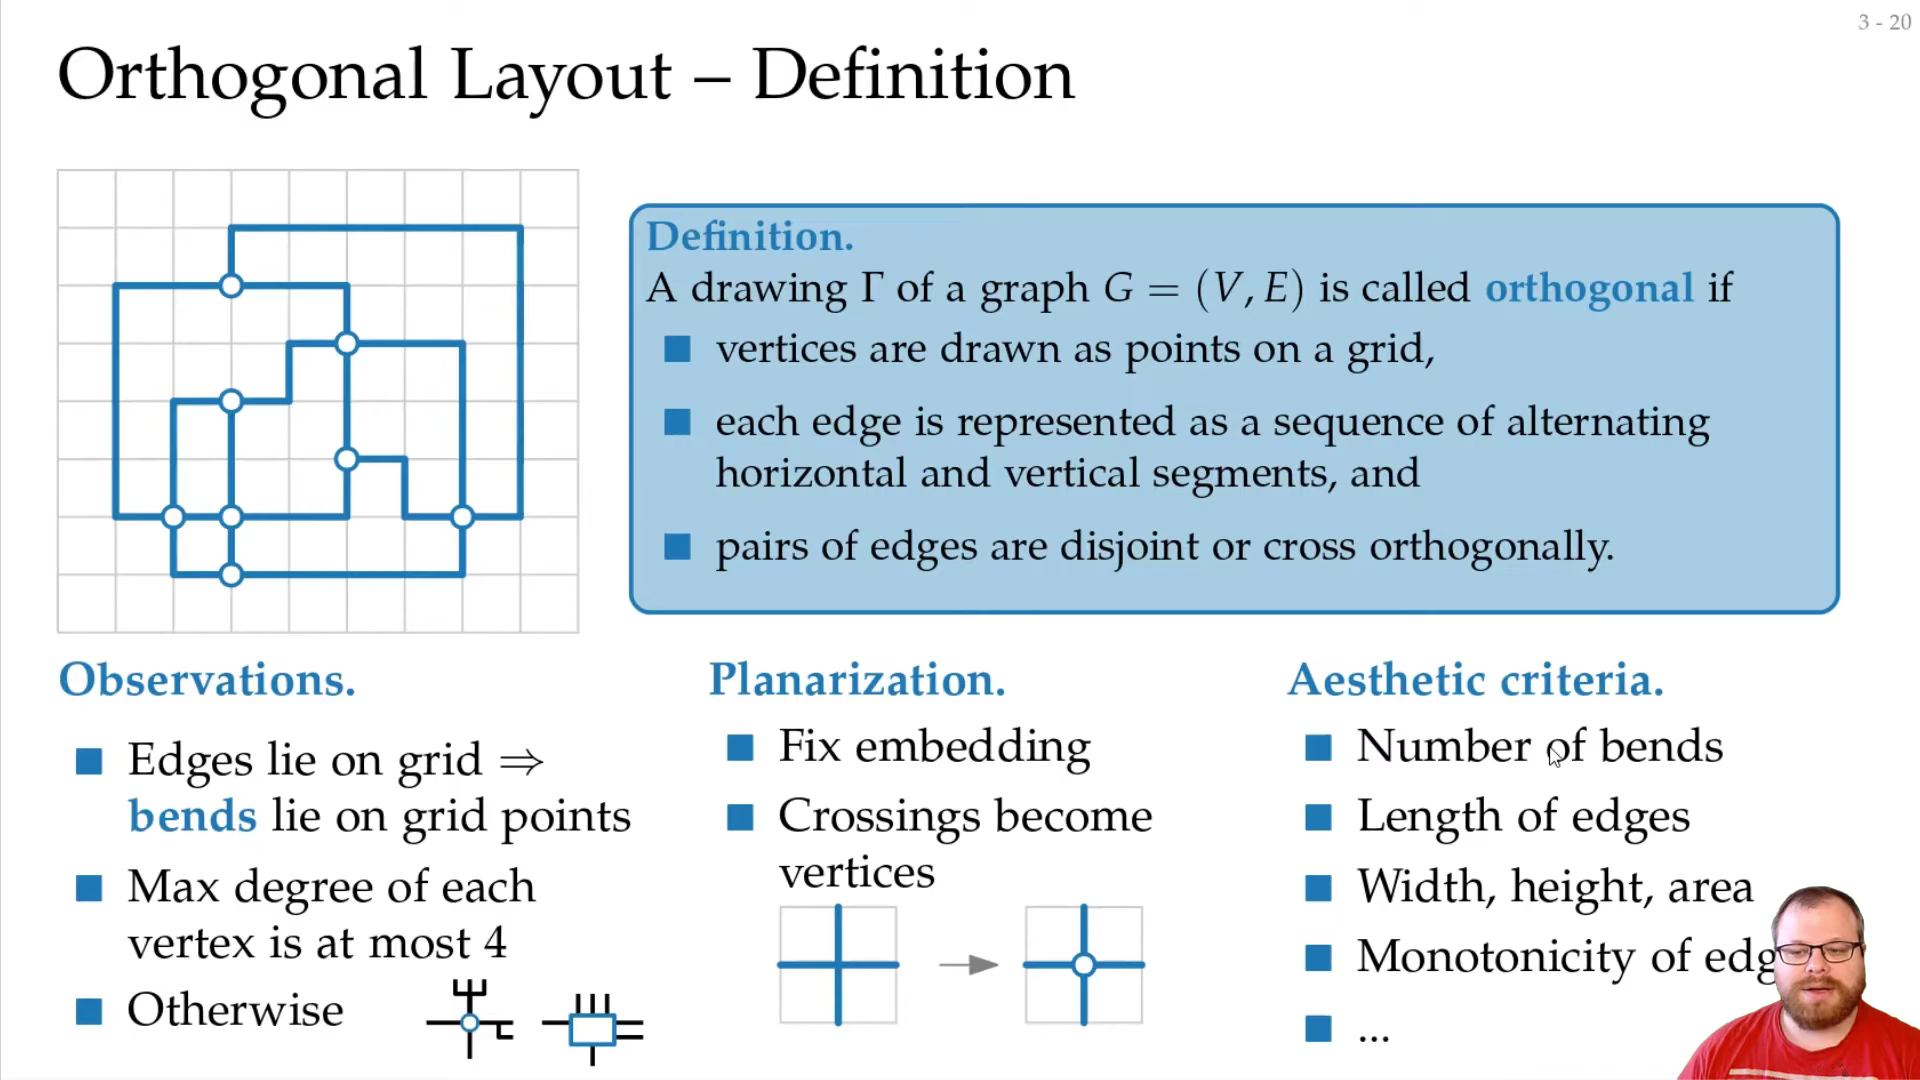 3 - 20
Orthogonal Layout – Definition
Definition.
A drawing Γ of a graph G = (V, E) is called orthogonal if
■ vertices are drawn as points on a grid,
■ each edge is represented as a sequence of alternating
horizontal and vertical segments, and
■ pairs of edges are disjoint or cross orthogonally.
Observations.
■ Edges lie on grid ⇒
bends lie on grid points
■ Max degree of each
vertex is at most 4
■ Otherwise
Planarization.
■ Fix embedding
■ Crossings become
vertices
Aesthetic criteria.
■ Number of bends
■ Length of edges
■ Width, height, area
■ Monotonicity of
■ ...